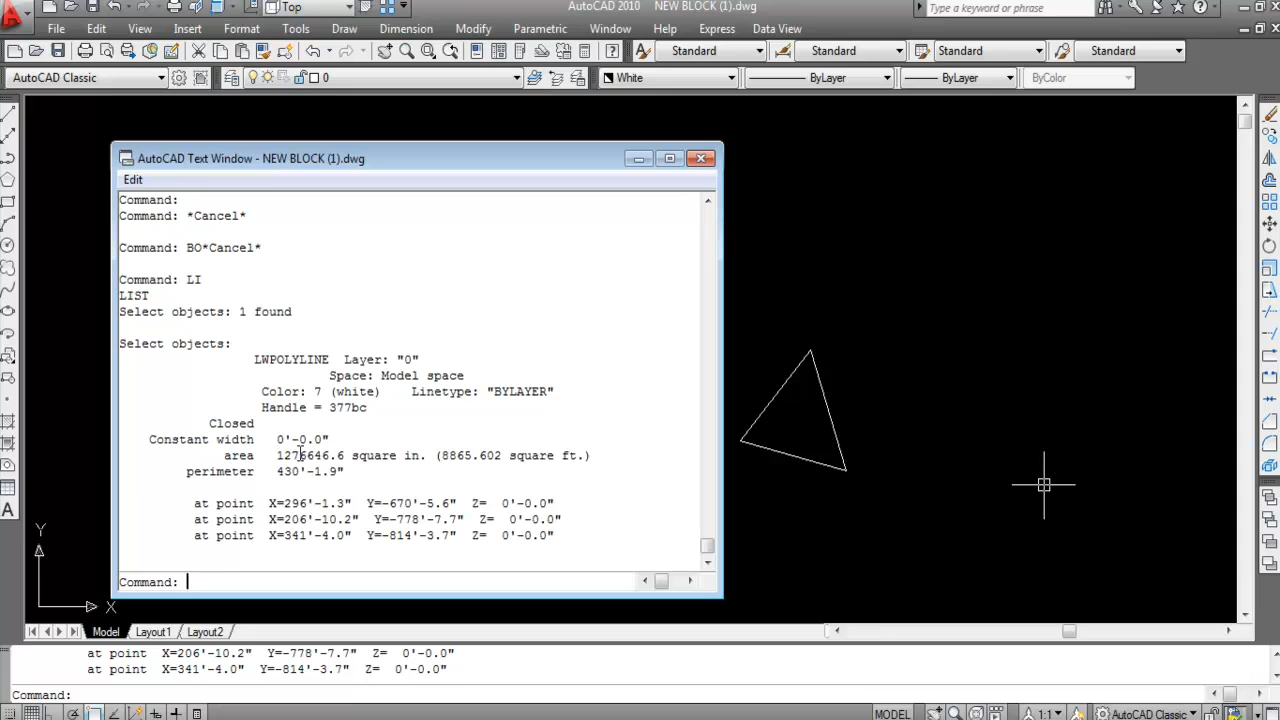 Top
AutoCAD 2010 NEW BLOCK (1).dwg
Type a keyword or phrase
File Edit View Insert Format Tools Draw Dimension Modify Parametric Window Help Express Data View
Standard Standard Standard Standard
AutoCAD Classic 0 White ByLayer ByLayer ByColor
AutoCAD Text Window - NEW BLOCK (1).dwg
Edit
Command:
Command: *Cancel*
Command: BO*Cancel*
Command: LI
LIST
Select objects: 1 found
Select objects:
LWPOLYLINE Layer: "0"
Space: Model space
Color: 7 (white) Linetype: "BYLAYER"
Handle = 377bc
Closed
Constant width 0'-0.0"
area 1276646.6 square in. (8865.602 square ft.)
perimeter 430'-1.9"
at point X=296'-1.3" Y=-670'-5.6" Z= 0'-0.0"
at point X=206'-10.2" Y=-778'-7.7" Z= 0'-0.0"
at point X=341'-4.0" Y=-814'-3.7" Z= 0'-0.0"
Command:
Y
X
Model Layout1 Layout2
at point X=206'-10.2" Y=-778'-7.7" Z= 0'-0.0"
at point X=341'-4.0" Y=-814'-3.7" Z= 0'-0.0"
Command:
MODEL 1:1 AutoCAD Classic